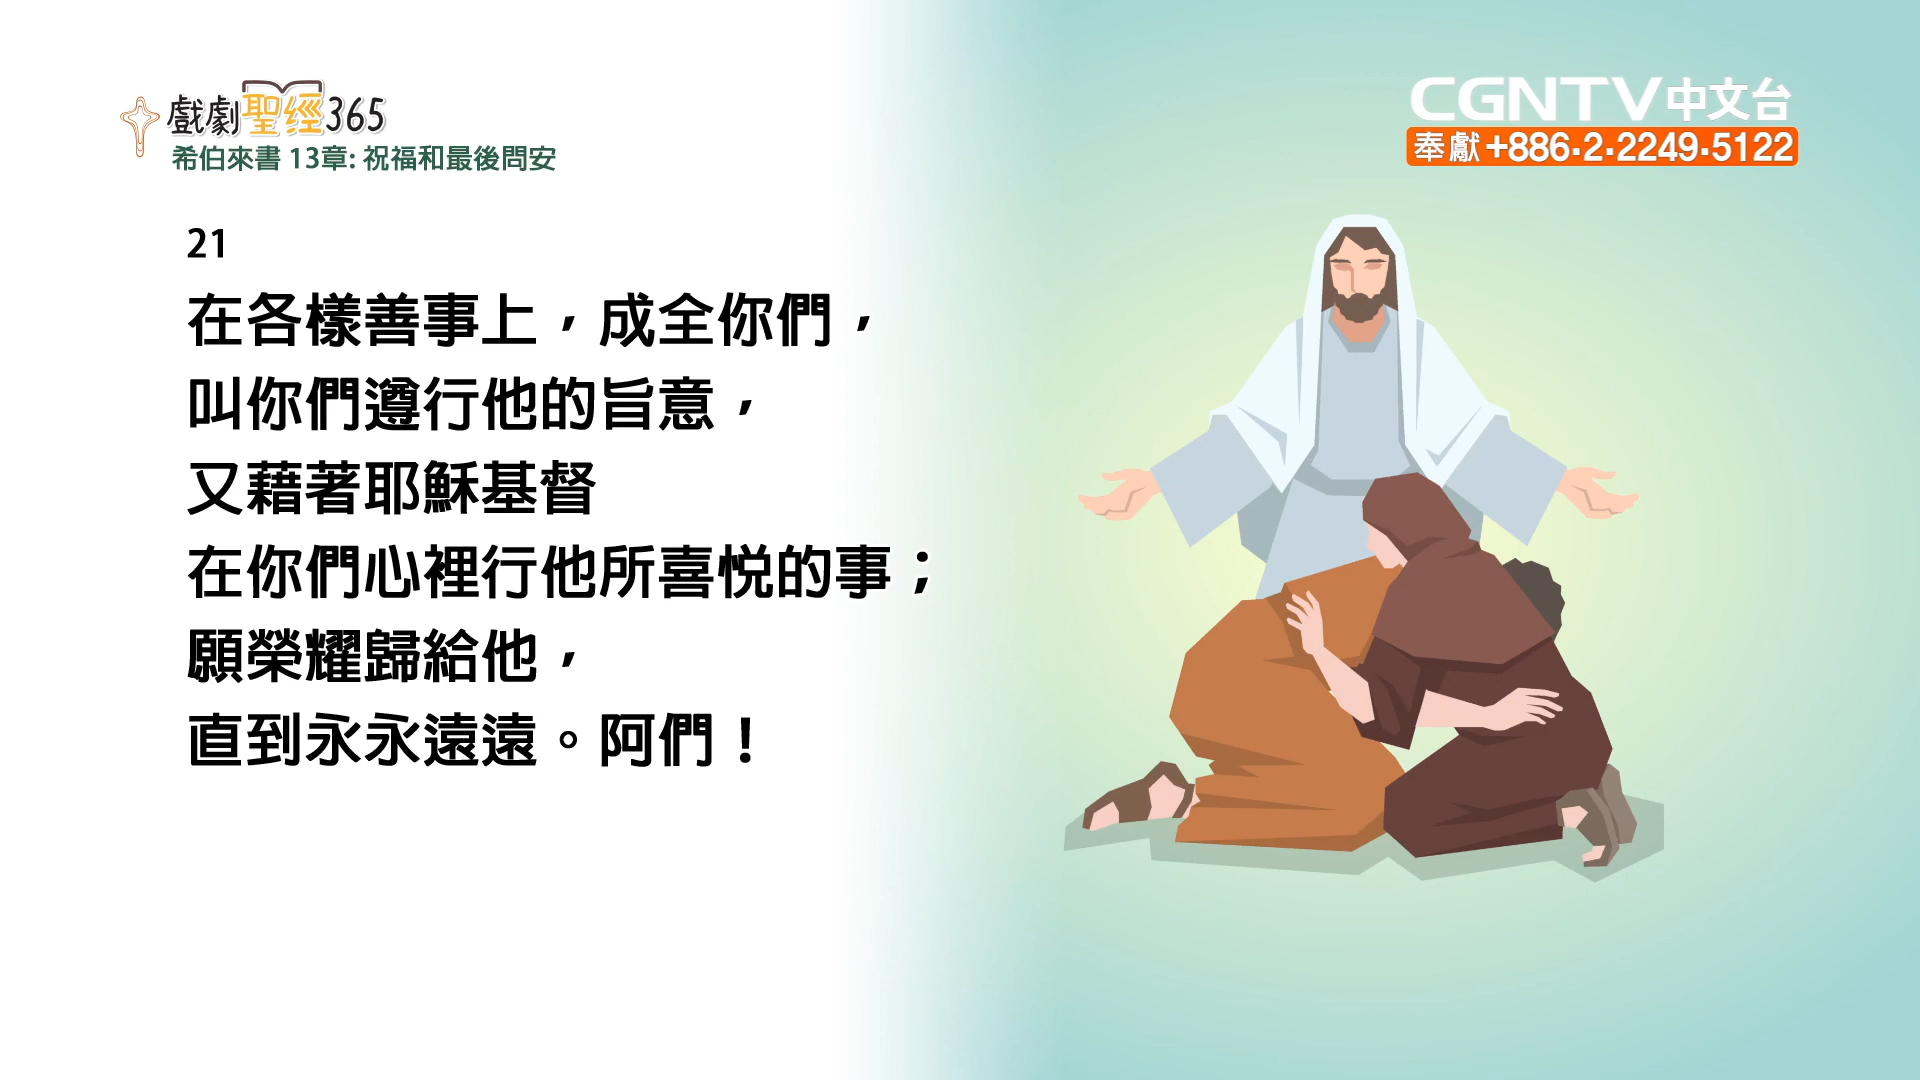 戲劇聖經365
希伯來書 13章: 祝福和最後問安
CGNTV中文台
奉獻 +886·2·2249·5122
21
在各樣善事上，成全你們，
叫你們遵行他的旨意，
又藉著耶穌基督
在你們心裡行他所喜悅的事；
願榮耀歸給他，
直到永永遠遠。阿們！